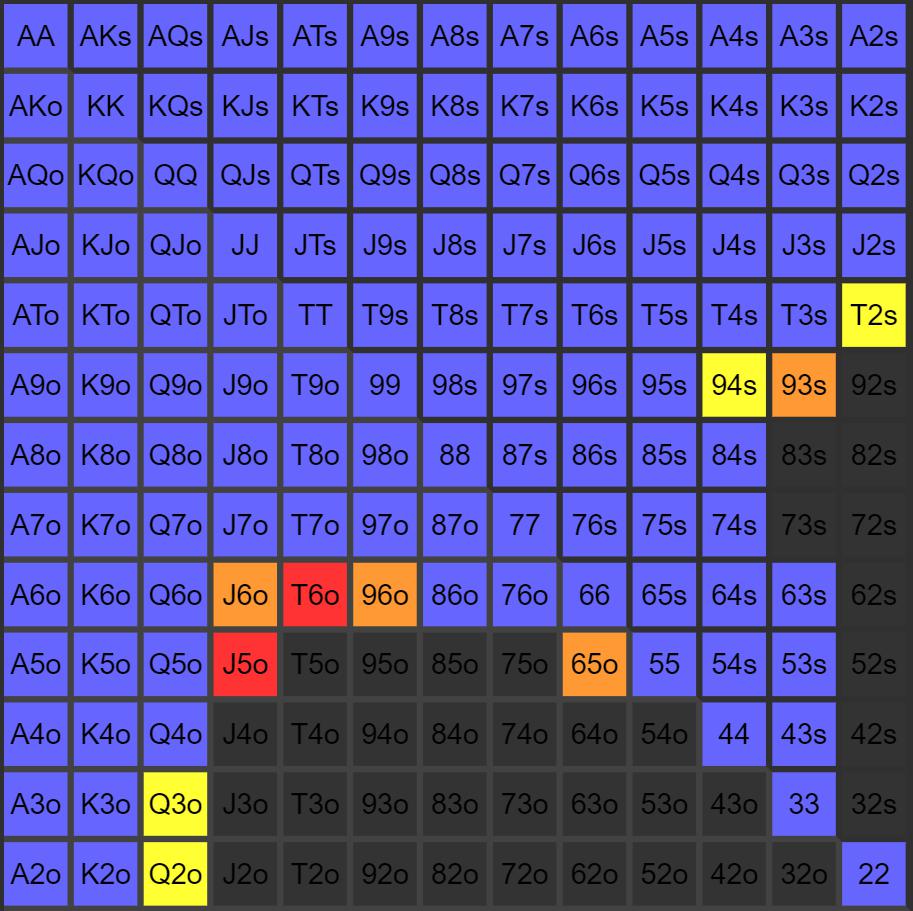 AA AKs AQs AJs ATs A9s A8s A7s A6s A5s A4s A3s A2s
AKo KK KQs KJs KTs K9s K8s K7s K6s K5s K4s K3s K2s
AQo KQo QQ QJs QTs Q9s Q8s Q7s Q6s Q5s Q4s Q3s Q2s
AJo KJo QJo JJ JTs J9s J8s J7s J6s J5s J4s J3s J2s
ATo KTo QTo JTo TT T9s T8s T7s T6s T5s T4s T3s T2s
A9o K9o Q9o J9o T9o 99 98s 97s 96s 95s 94s 93s 92s
A8o K8o Q8o J8o T8o 98o 88 87s 86s 85s 84s 83s 82s
A7o K7o Q7o J7o T7o 97o 87o 77 76s 75s 74s 73s 72s
A6o K6o Q6o J6o T6o 96o 86o 76o 66 65s 64s 63s 62s
A5o K5o Q5o J5o T5o 95o 85o 75o 65o 55 54s 53s 52s
A4o K4o Q4o J4o T4o 94o 84o 74o 64o 54o 44 43s 42s
A3o K3o Q3o J3o T3o 93o 83o 73o 63o 53o 43o 33 32s
A2o K2o Q2o J2o T2o 92o 82o 72o 62o 52o 42o 32o 22